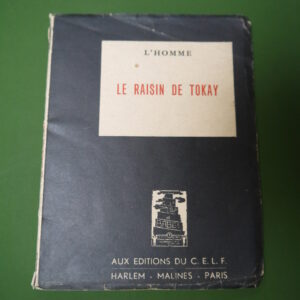 L'HOMME
LE RAISIN DE TOKAY
AUX EDITIONS DU C. E. L. F.
HARLEM - MALINES - PARIS